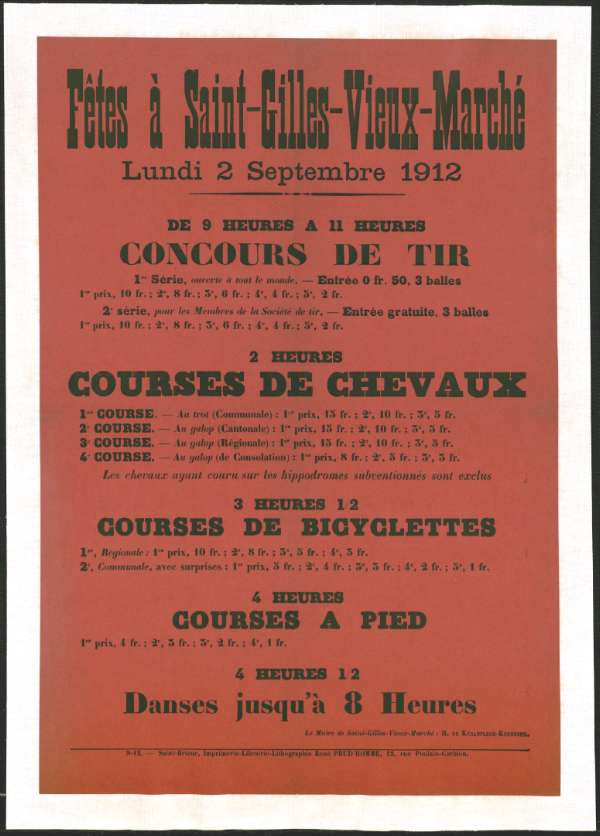 Fêtes à Saint-Gilles-Vieux-Marché
Lundi 2 Septembre 1912
DE 9 HEURES A 11 HEURES
CONCOURS DE TIR
1re Série, ouverte à tout le monde. — Entrée 0 fr. 50, 3 balles
1er prix, 10 fr. ; 2e, 8 fr. ; 3e, 6 fr. ; 4e, 4 fr. ; 5e, 2 fr.
2e série, pour les Membres de la Société de tir. — Entrée gratuite, 3 balles
1er prix, 10 fr. ; 2e, 8 fr. ; 3e, 6 fr. ; 4e, 4 fr. ; 5e, 2 fr.
2 HEURES
COURSES DE CHEVAUX
1re COURSE. — Au trot (Communale) : 1er prix, 15 fr. ; 2e, 10 fr. ; 3e, 5 fr.
2e COURSE. — Au galop (Cantonale) : 1er prix, 15 fr. ; 2e, 10 fr. ; 3e, 5 fr.
3e COURSE. — Au galop (Régionale) : 1er prix, 15 fr. ; 2e, 10 fr. ; 3e, 5 fr.
4e COURSE. — Au galop (de Consolation) : 1er prix, 8 fr. ; 2e, 5 fr. ; 3e, 3 fr.
Les chevaux ayant couru sur les hippodromes subventionnés sont exclus
3 HEURES 1/2
COURSES DE BICYCLETTES
1re, Régionale : 1er prix, 10 fr. ; 2e, 8 fr. ; 3e, 5 fr. ; 4e, 3 fr.
2e, Communale, avec surprises : 1er prix, 5 fr. ; 2e, 4 fr. ; 3e, 3 fr. ; 4e, 2 fr. ; 5e, 1 fr.
4 HEURES
COURSES A PIED
1er prix, 4 fr. ; 2e, 3 fr. ; 3e, 2 fr. ; 4e, 1 fr.
4 HEURES 1/2
Danses jusqu'à 8 Heures
Le Maire de Saint-Gilles-Vieux-Marché : H. DE
Saint-Brieuc, Imprimerie-Librairie-Lithographie René PRUD'HOMME, 12, rue Poulain-Corbion.